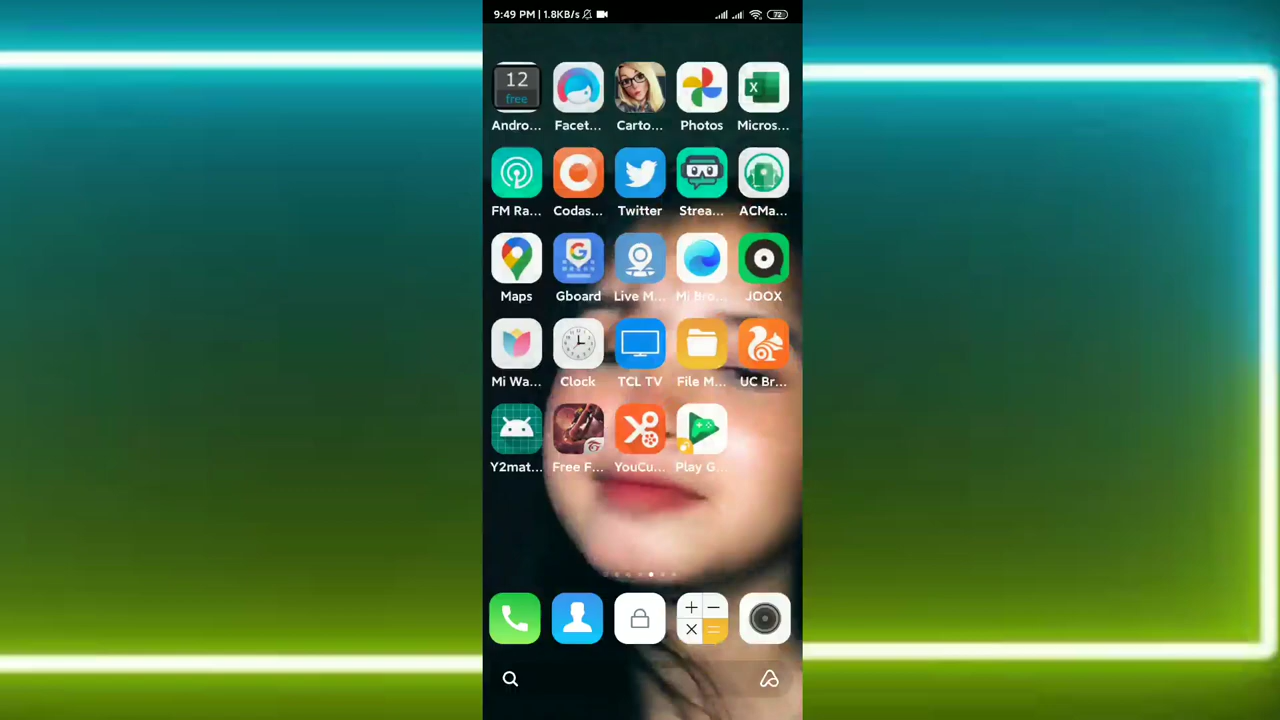 9:49 PM | 1.8KB/s 72
12
free
Andro... Facet... Carto... Photos Micros...
FM Ra... Codas... Twitter Strea... ACMa...
Maps Gboard Live M... Mi Bro... JOOX
Mi Wa... Clock TCL TV File M... UC Br...
Y2mat... Free F... YouCu... Play G...